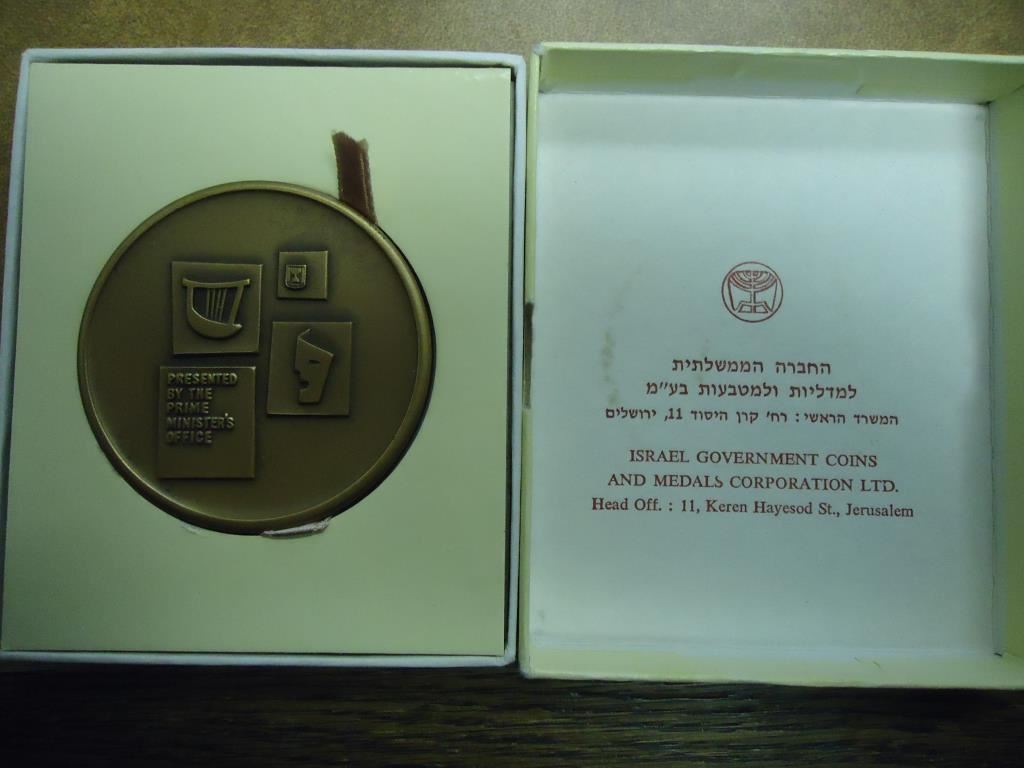 PRESENTED
BY THE
PRIME
MINISTER'S
OFFICE
החברה הממשלתית
למדליות ולמטבעות בע״מ
המשרד הראשי: רח׳ קרן היסוד 11, ירושלים
ISRAEL GOVERNMENT COINS
AND MEDALS CORPORATION LTD.
Head Off. : 11, Keren Hayesod St., Jerusalem